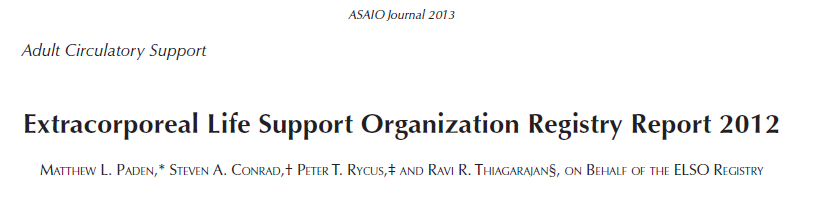 ASAIO Journal 2013
Adult Circulatory Support
Extracorporeal Life Support Organization Registry Report 2012
Matthew L. Paden,* Steven A. Conrad,† Peter T. Rycus,‡ and Ravi R. Thiagarajan§, on Behalf of the ELSO Registry